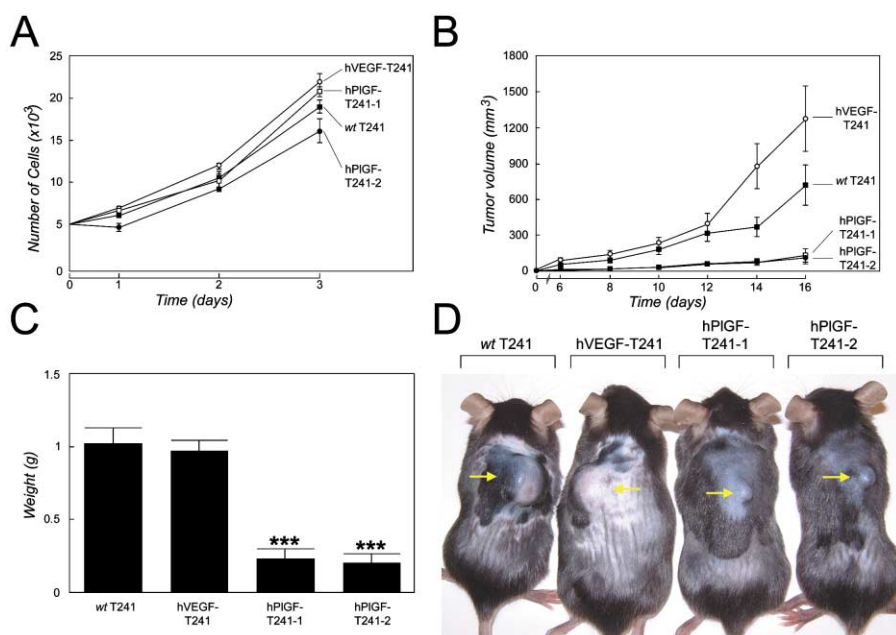 A
Number of Cells (x10³)
25
20
15
10
5
0
1
2
3
Time (days)
hVEGF-T241
hPlGF-
T241-1
wt T241
hPlGF-
T241-2
B
Tumor volume (mm³)
1800
1500
1200
900
600
300
0
0
6
8
10
12
14
16
Time (days)
hVEGF-
T241
wt T241
hPlGF-
T241-1
hPlGF-
T241-2
C
Weight (g)
1.5
1
0.5
0
***
***
wt T241
hVEGF-
T241
hPlGF-
T241-1
hPlGF-
T241-2
D
wt T241
hVEGF-T241
hPlGF-
T241-1
hPlGF-
T241-2